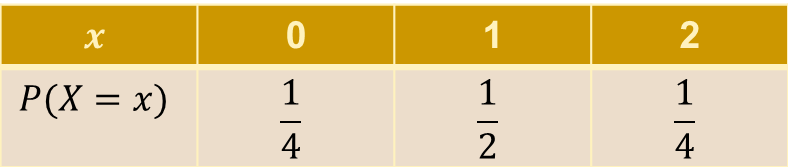 x 0 1 2
P(X = x) 1/4 1/2 1/4